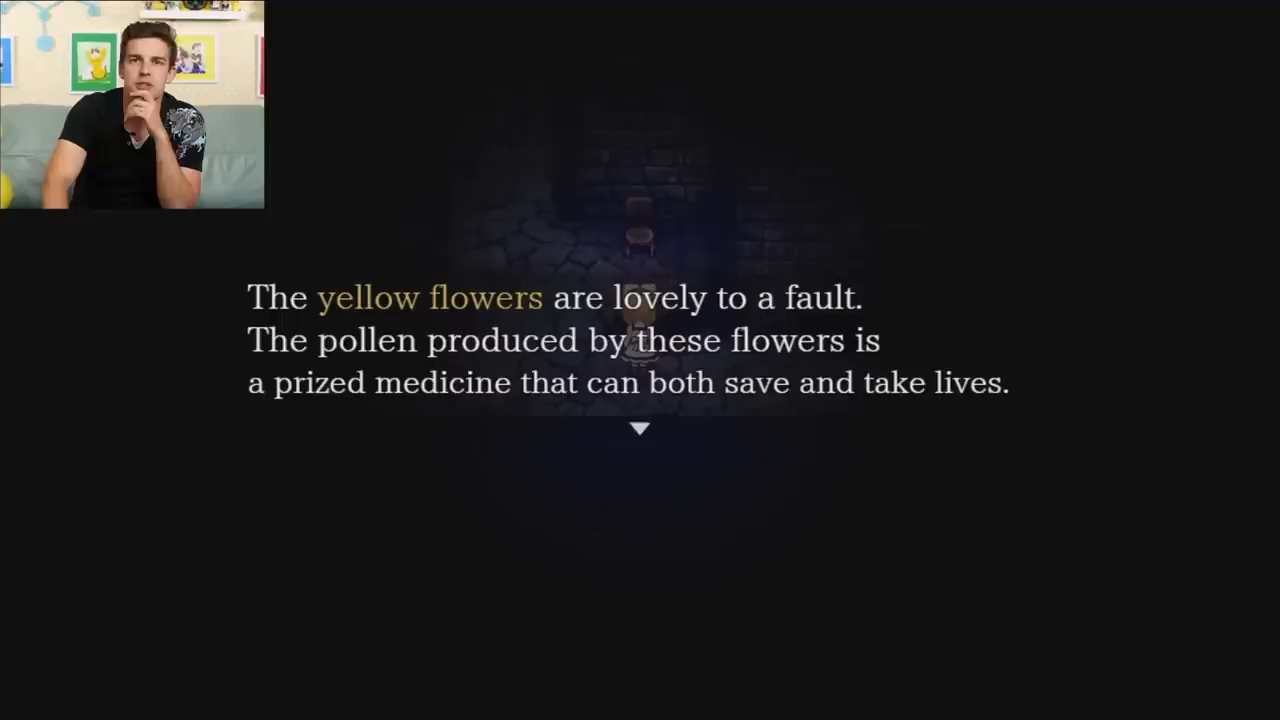 The yellow flowers are lovely to a fault.
The pollen produced by these flowers is
a prized medicine that can both save and take lives.